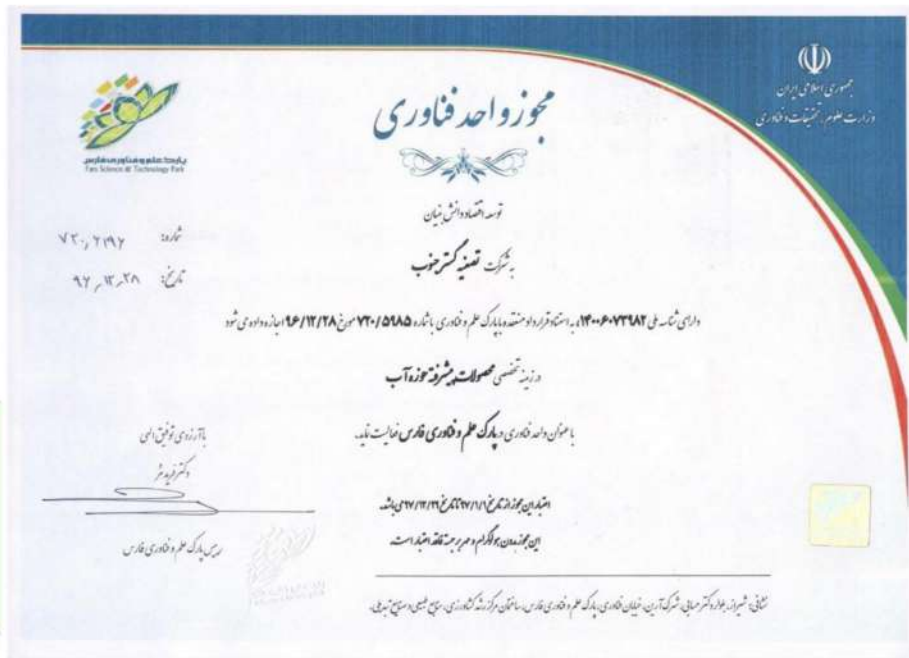 جمهوری اسلامی ایران
وزارت علوم، تحقیقات و فناوری
پارک علم و فناوری فارس
Fars Science & Technology Park
مجوز واحد فناوری
توسعه اقتصاد دانش بنیان
شماره: ۷۲۰٫۶۱۹۶
تاریخ: ۹۶٫۱۲٫۲۸
به شرکت تصفیه گستر جنوب
دارای شناسه ملی ۱۴۰۰۶۰۷۳۹۸۲، به استناد قرارداد منعقده با پارک علم و فناوری با شماره ۷۲۰/۵۹۸۵ مورخ ۹۶/۱۲/۲۸ اجازه داده می شود
در زمینه تخصصی محصولات پیشرفته حوزه آب
با عنوان واحد فناوری در پارک علم و فناوری فارس فعالیت نماید.
اعتبار این مجوز از تاریخ ۹۷/۱/۱ تا تاریخ ۹۷/۱۲/۲۹ می باشد.
این مجوز بدون هولوگرام و مهر برجسته فاقد اعتبار است.
با آرزوی توفیق الهی
دکتر فرید مر
رییس پارک علم و فناوری فارس
نشانی: شیراز، بلوار دکتر حسابی، شهرک آرین، خیابان فناوری، پارک علم و فناوری فارس، ساختمان مرکز رشد کشاورزی، منابع طبیعی و صنایع تبدیلی.